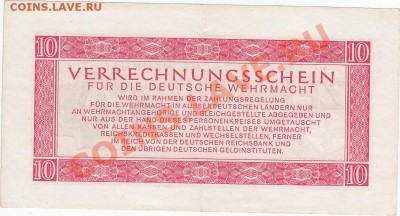 COINS.LAVE.RU
10 10
VERRECHNUNGSSCHEIN
FÜR DIE DEUTSCHE WEHRMACHT
WIRD IM RAHMEN DER ZAHLUNGSREGELUNG
FÜR DIE WEHRMACHT IN AUSSERDEUTSCHEN LÄNDERN NUR
AN WEHRMACHTANGEHÖRIGE UND GLEICHGESTELLTE ABGEGEBEN UND
NUR AUS DER HAND DIESES PERSONENKREISES UMGETAUSCHT
VON ALLEN KASSEN UND ZAHLSTELLEN DER WEHRMACHT,
REICHSKREDITKASSEN UND WECHSELSTELLEN, FERNER
IM REICH VON DER DEUTSCHEN REICHSBANK UND
DEN ÜBRIGEN DEUTSCHEN GELDINSTITUTEN.
10 10
COINS.LAVE.RU